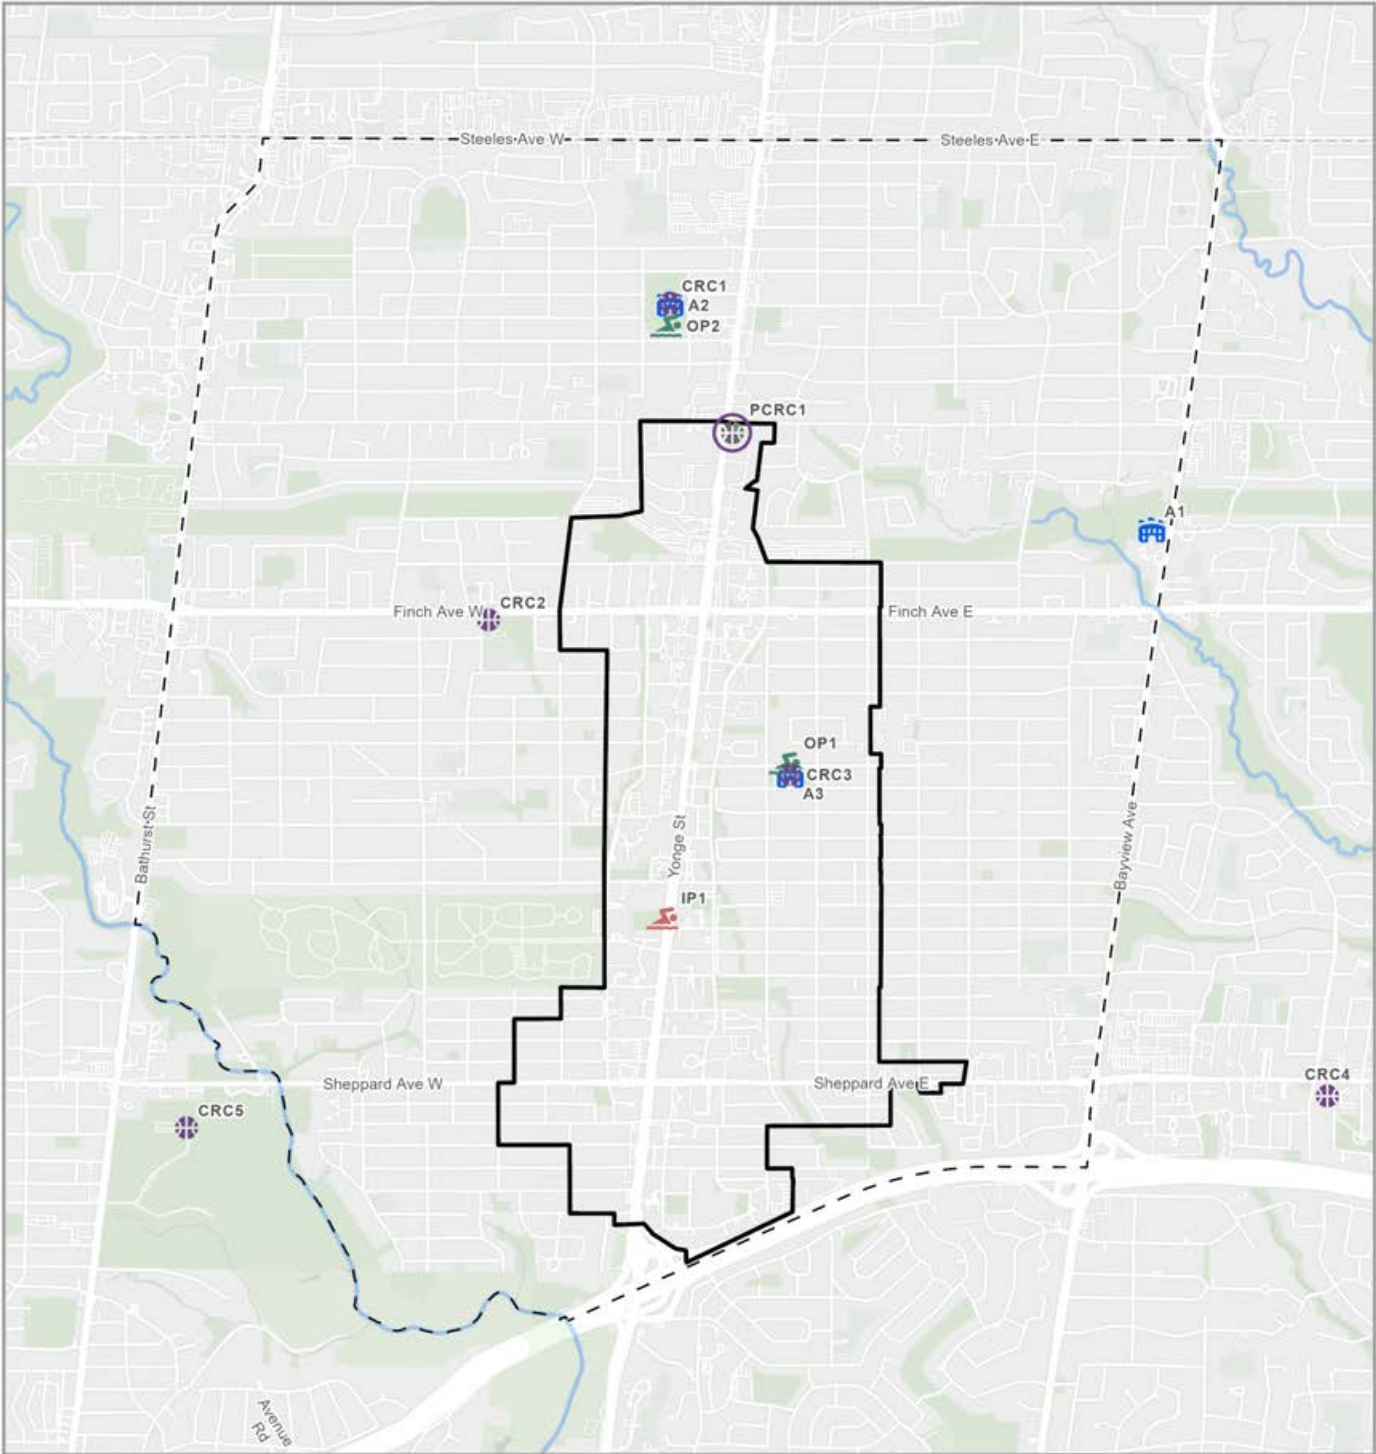 Steeles Ave W
Steeles Ave E
CRC1
A2
OP2
PCRC1
A1
CRC2
Finch Ave W
Finch Ave E
OP1
CRC3
A3
Bathurst St
Yonge St
Bayview Ave
IP1
Sheppard Ave W
Sheppard Ave E
CRC4
CRC5
Avenue
Rd